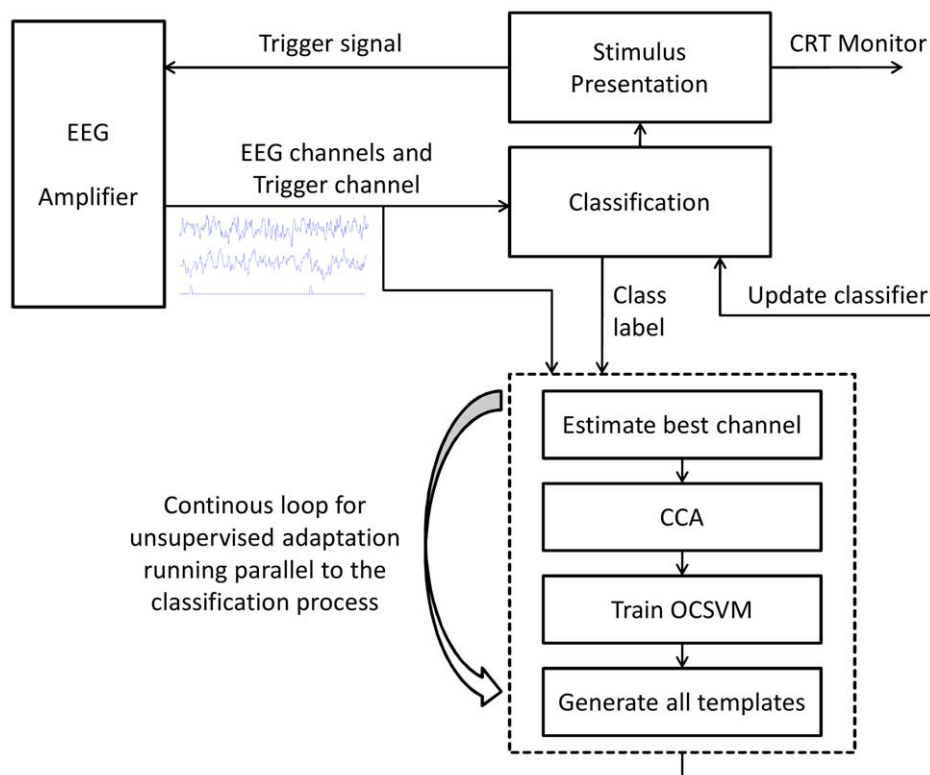 Trigger signal
Stimulus
Presentation
CRT Monitor
EEG
Amplifier
EEG channels and
Trigger channel
Classification
Class
label
Update classifier
Estimate best channel
CCA
Train OCSVM
Generate all templates
Continous loop for
unsupervised adaptation
running parallel to the
classification process